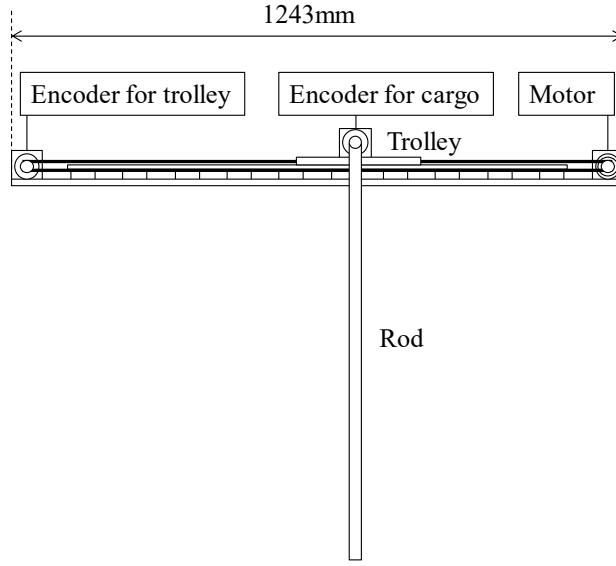 1243mm
Encoder for trolley
Encoder for cargo
Motor
Trolley
Rod